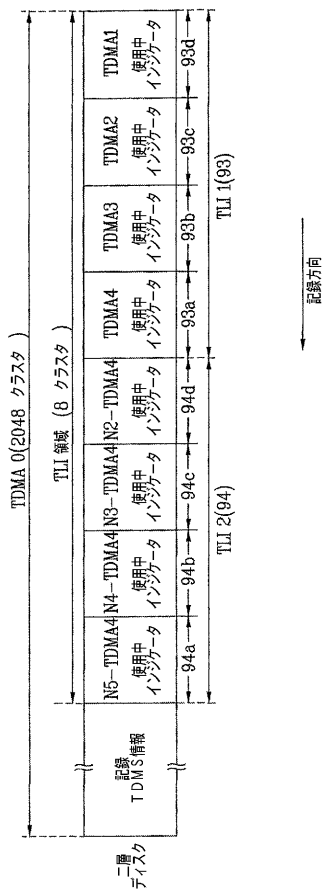 TDMA 0(2048 クラスタ)
TLI 領域 (8 クラスタ)
二層
ディスク
記録
TDMS情報
N5-TDMA4
使用中
インジケータ
N4-TDMA4
使用中
インジケータ
N3-TDMA4
使用中
インジケータ
N2-TDMA4
使用中
インジケータ
TDMA4
使用中
インジケータ
TDMA3
使用中
インジケータ
TDMA2
使用中
インジケータ
TDMA1
使用中
インジケータ
94a
94b
94c
94d
93a
93b
93c
93d
TLI 2(94)
TLI 1(93)
記録方向